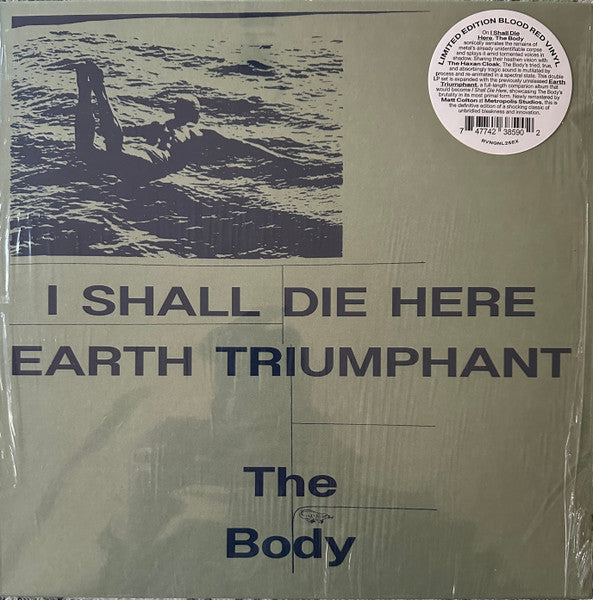 LIMITED EDITION BLOOD RED VINYL
On I Shall Die
Here, The Body
sonically serrates the remains of
metal's already unidentifiable corpse
and splays it amid tormented voices in
shadow. Sharing their heathen vision with
The Haxan Cloak, The Body's tried, true,
and absorbingly tragic sound is mutilated by
process and re-animated in a spectral state. This double
LP set is expanded with the previously unreleased Earth
Triumphant, a full-length companion album that
would become I Shall Die Here, showcasing The Body's
brutality in its most primal form. Newly remastered by
Matt Colton at Metropolis Studios, this is
the definitive edition of a shocking classic of
unbridled bleakness and innovation.
7 47742 38590 2
RVNGNL25EX
I SHALL DIE HERE
EARTH TRIUMPHANT
The
Body